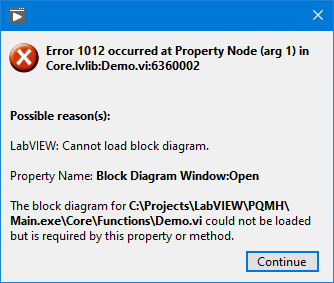 Error 1012 occurred at Property Node (arg 1) in
Core.lvlib:Demo.vi:6360002
Possible reason(s):
LabVIEW: Cannot load block diagram.
Property Name: Block Diagram Window:Open
The block diagram for C:\Projects\LabVIEW\PQMH\
Main.exe\Core\Functions\Demo.vi could not be loaded
but is required by this property or method.
Continue